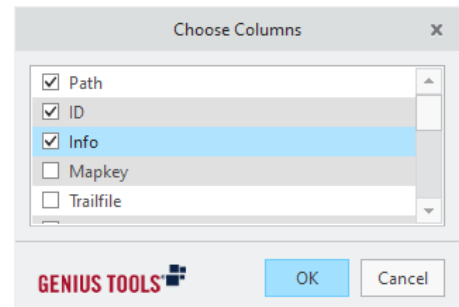 Choose Columns
Path
ID
Info
Mapkey
Trailfile
GENIUS TOOLS
OK
Cancel